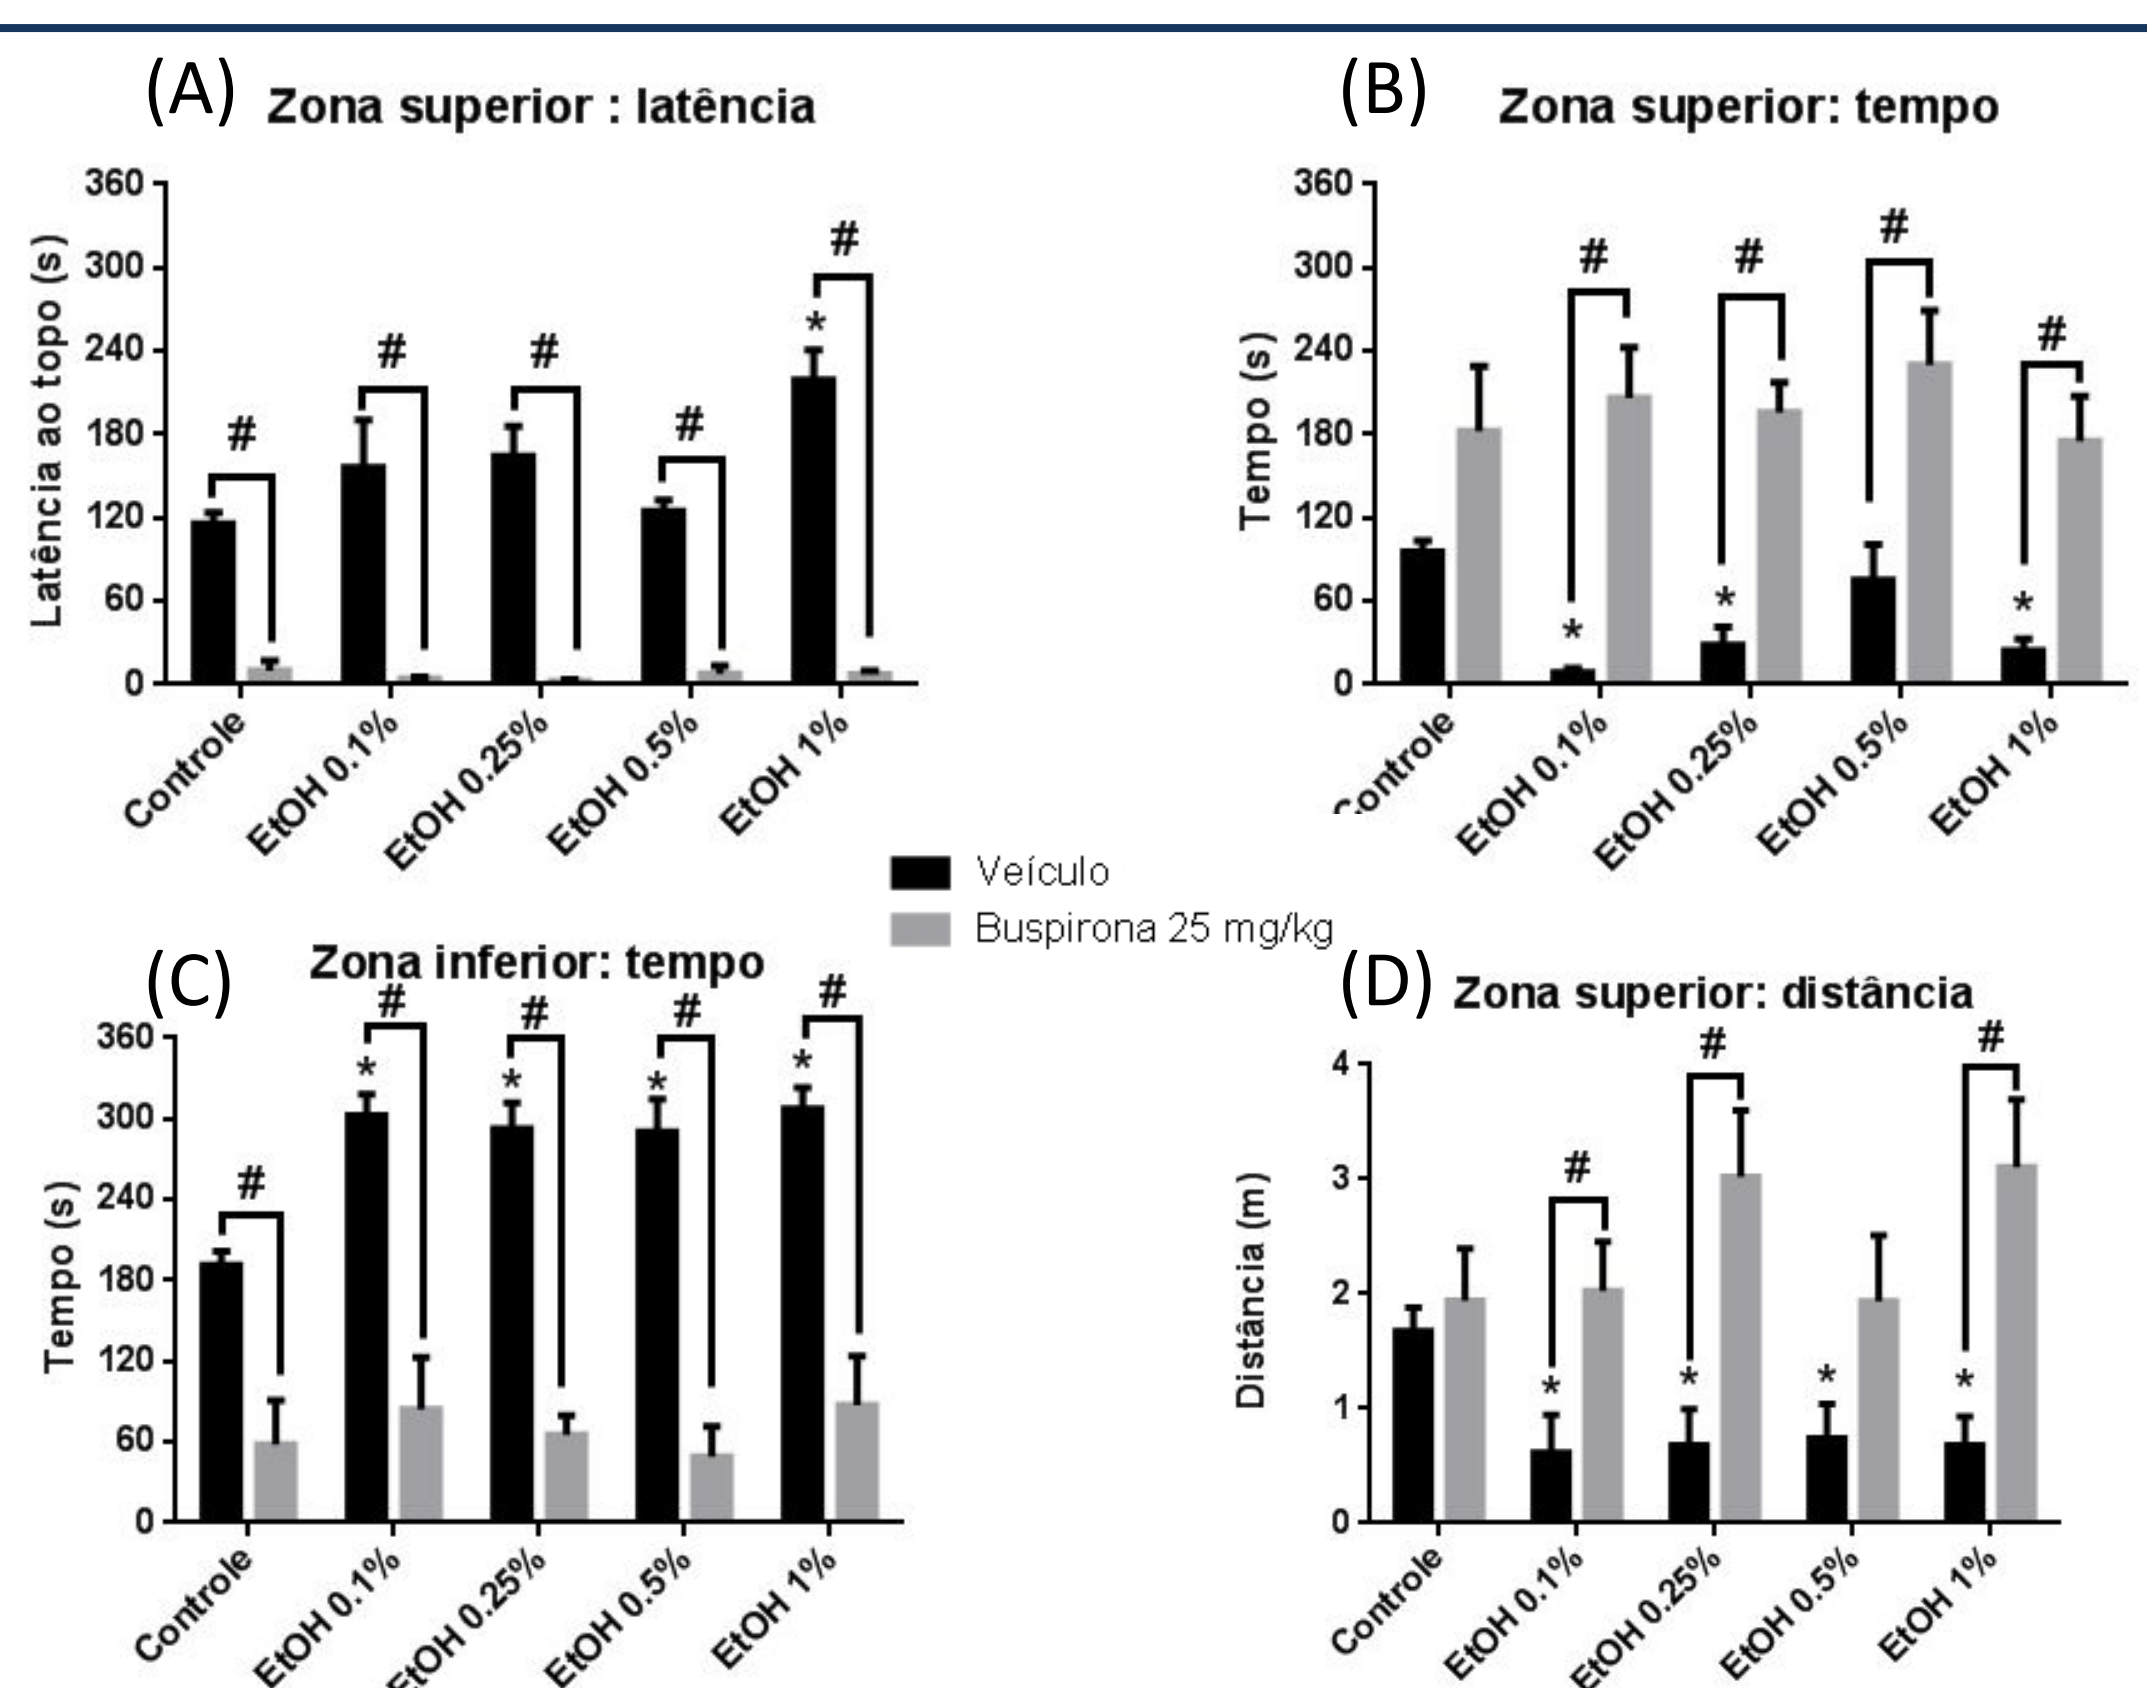 (A) Zona superior : latência
360
300
240
180
120
60
0
Latência ao topo (s)
#
#
#
#
*
#
Controle
EtOH 0.1%
EtOH 0.25%
EtOH 0.5%
EtOH 1%
(B) Zona superior: tempo
360
300
240
180
120
60
0
Tempo (s)
*
#
*
#
#
*
#
Controle
EtOH 0.1%
EtOH 0.25%
EtOH 0.5%
EtOH 1%
Veículo
Buspirona 25 mg/kg
(C) Zona inferior: tempo
360
300
240
180
120
60
0
Tempo (s)
#
*
#
*
#
*
#
*
#
Controle
EtOH 0.1%
EtOH 0.25%
EtOH 0.5%
EtOH 1%
(D) Zona superior: distância
4
3
2
1
0
Distância (m)
*
#
*
#
*
*
#
Controle
EtOH 0.1%
EtOH 0.25%
EtOH 0.5%
EtOH 1%